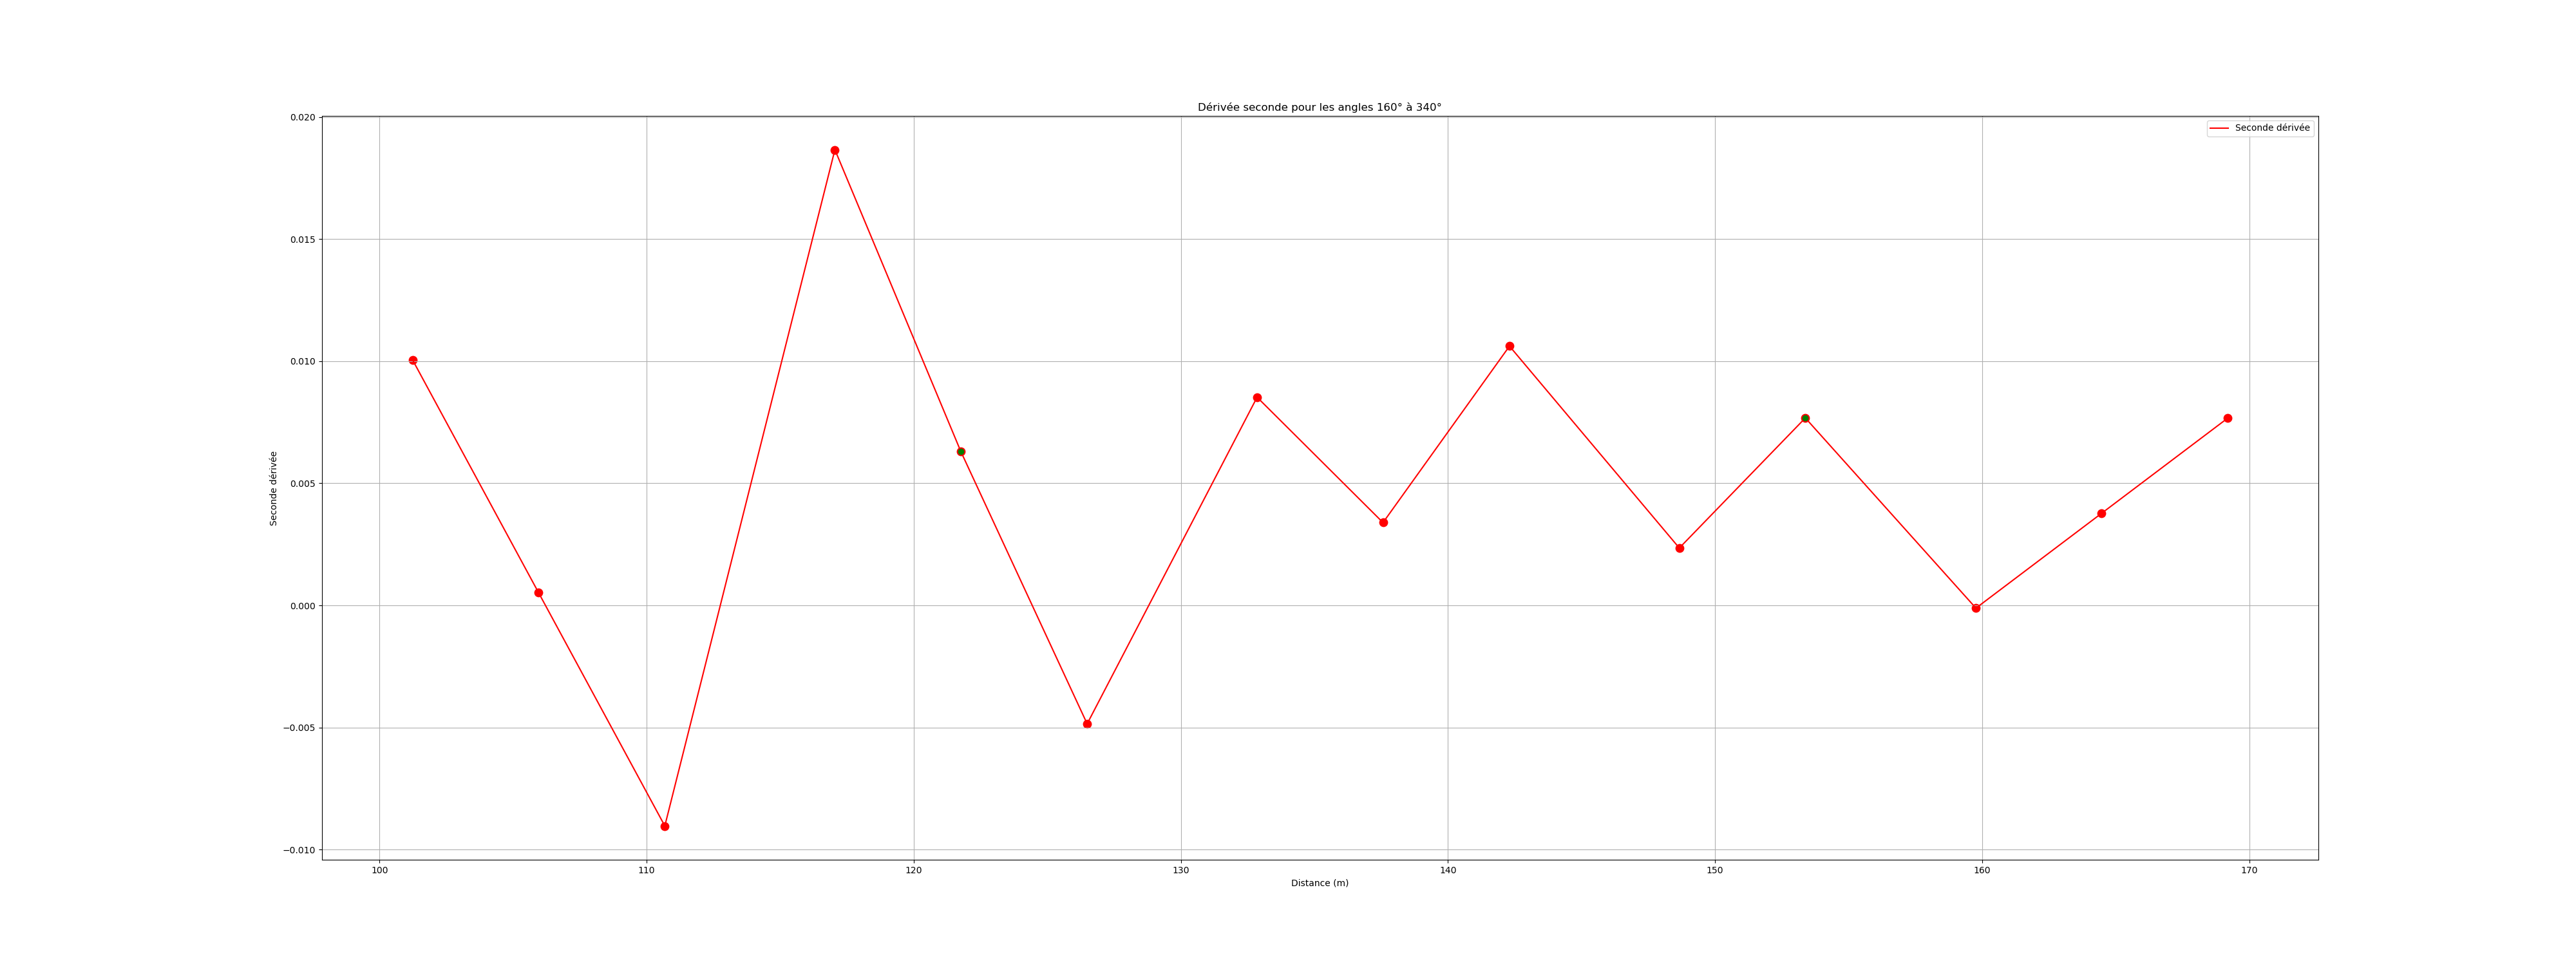 Dérivée seconde pour les angles 160° à 340°
Seconde dérivée
0.020
0.015
0.010
0.005
0.000
−0.005
−0.010
Seconde dérivée
100 110 120 130 140 150 160 170
Distance (m)